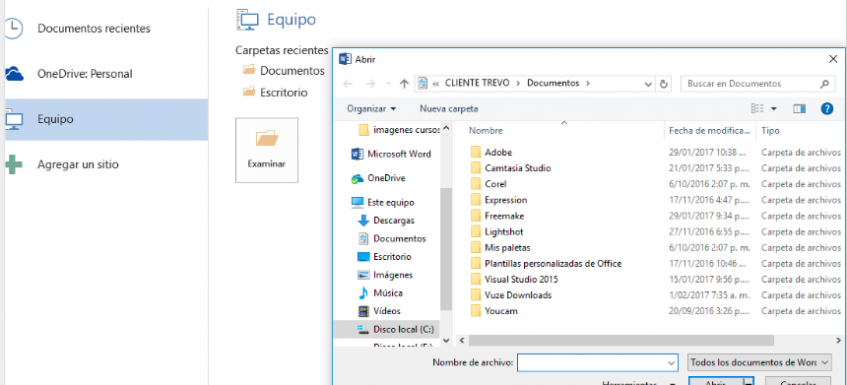 Documentos recientes
OneDrive: Personal
Equipo
Agregar un sitio
Equipo
Carpetas recientes
Documentos
Escritorio
Examinar
Abrir
« CLIENTE TREVO > Documentos >
Buscar en Documentos
Organizar
Nueva carpeta
imagenes cursos
Microsoft Word
OneDrive
Este equipo
Descargas
Documentos
Escritorio
Imágenes
Música
Vídeos
Disco local (C:)
Nombre Fecha de modifica... Tipo
Adobe 29/01/2017 10:38 ... Carpeta de archivos
Camtasia Studio 21/01/2017 5:33 p.... Carpeta de archivos
Corel 6/10/2016 2:07 p. m. Carpeta de archivos
Expression 17/11/2016 4:47 p.... Carpeta de archivos
Freemake 29/01/2017 9:34 p.... Carpeta de archivos
Lightshot 27/11/2016 6:55 p.... Carpeta de archivos
Mis paletas 6/10/2016 2:07 p. m. Carpeta de archivos
Plantillas personalizadas de Office 17/11/2016 10:46 ... Carpeta de archivos
Visual Studio 2015 15/01/2017 9:56 p.... Carpeta de archivos
Vuze Downloads 1/02/2017 7:35 a. m. Carpeta de archivos
Youcam 20/09/2016 3:26 p.... Carpeta de archivos
Nombre de archivo:
Todos los documentos de Wor
Herramientas
Abrir
Cancelar